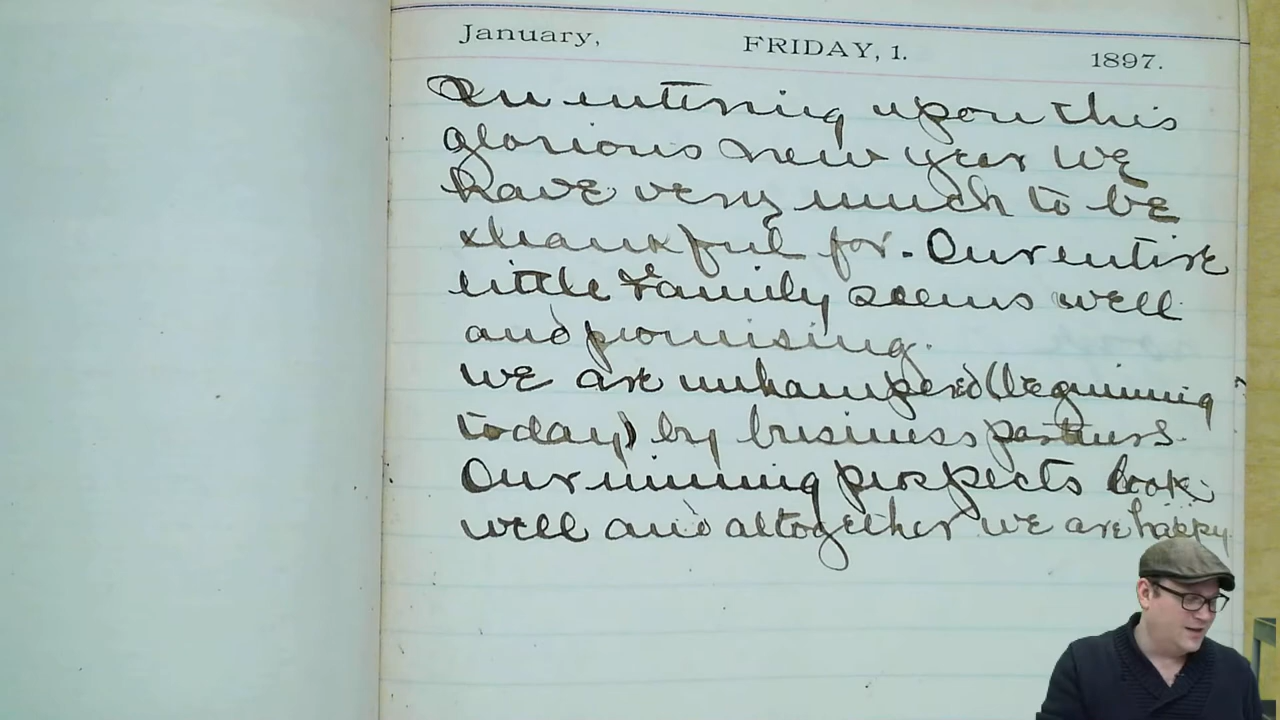 January, FRIDAY, 1. 1897.
On entering upon this
glorious new year we
have very much to be
thankful for. Our entire
little family seems well
and promising.
We are unhampered (beginning
today) by business partners.
Our mining prospects look
well and altogether we are happy